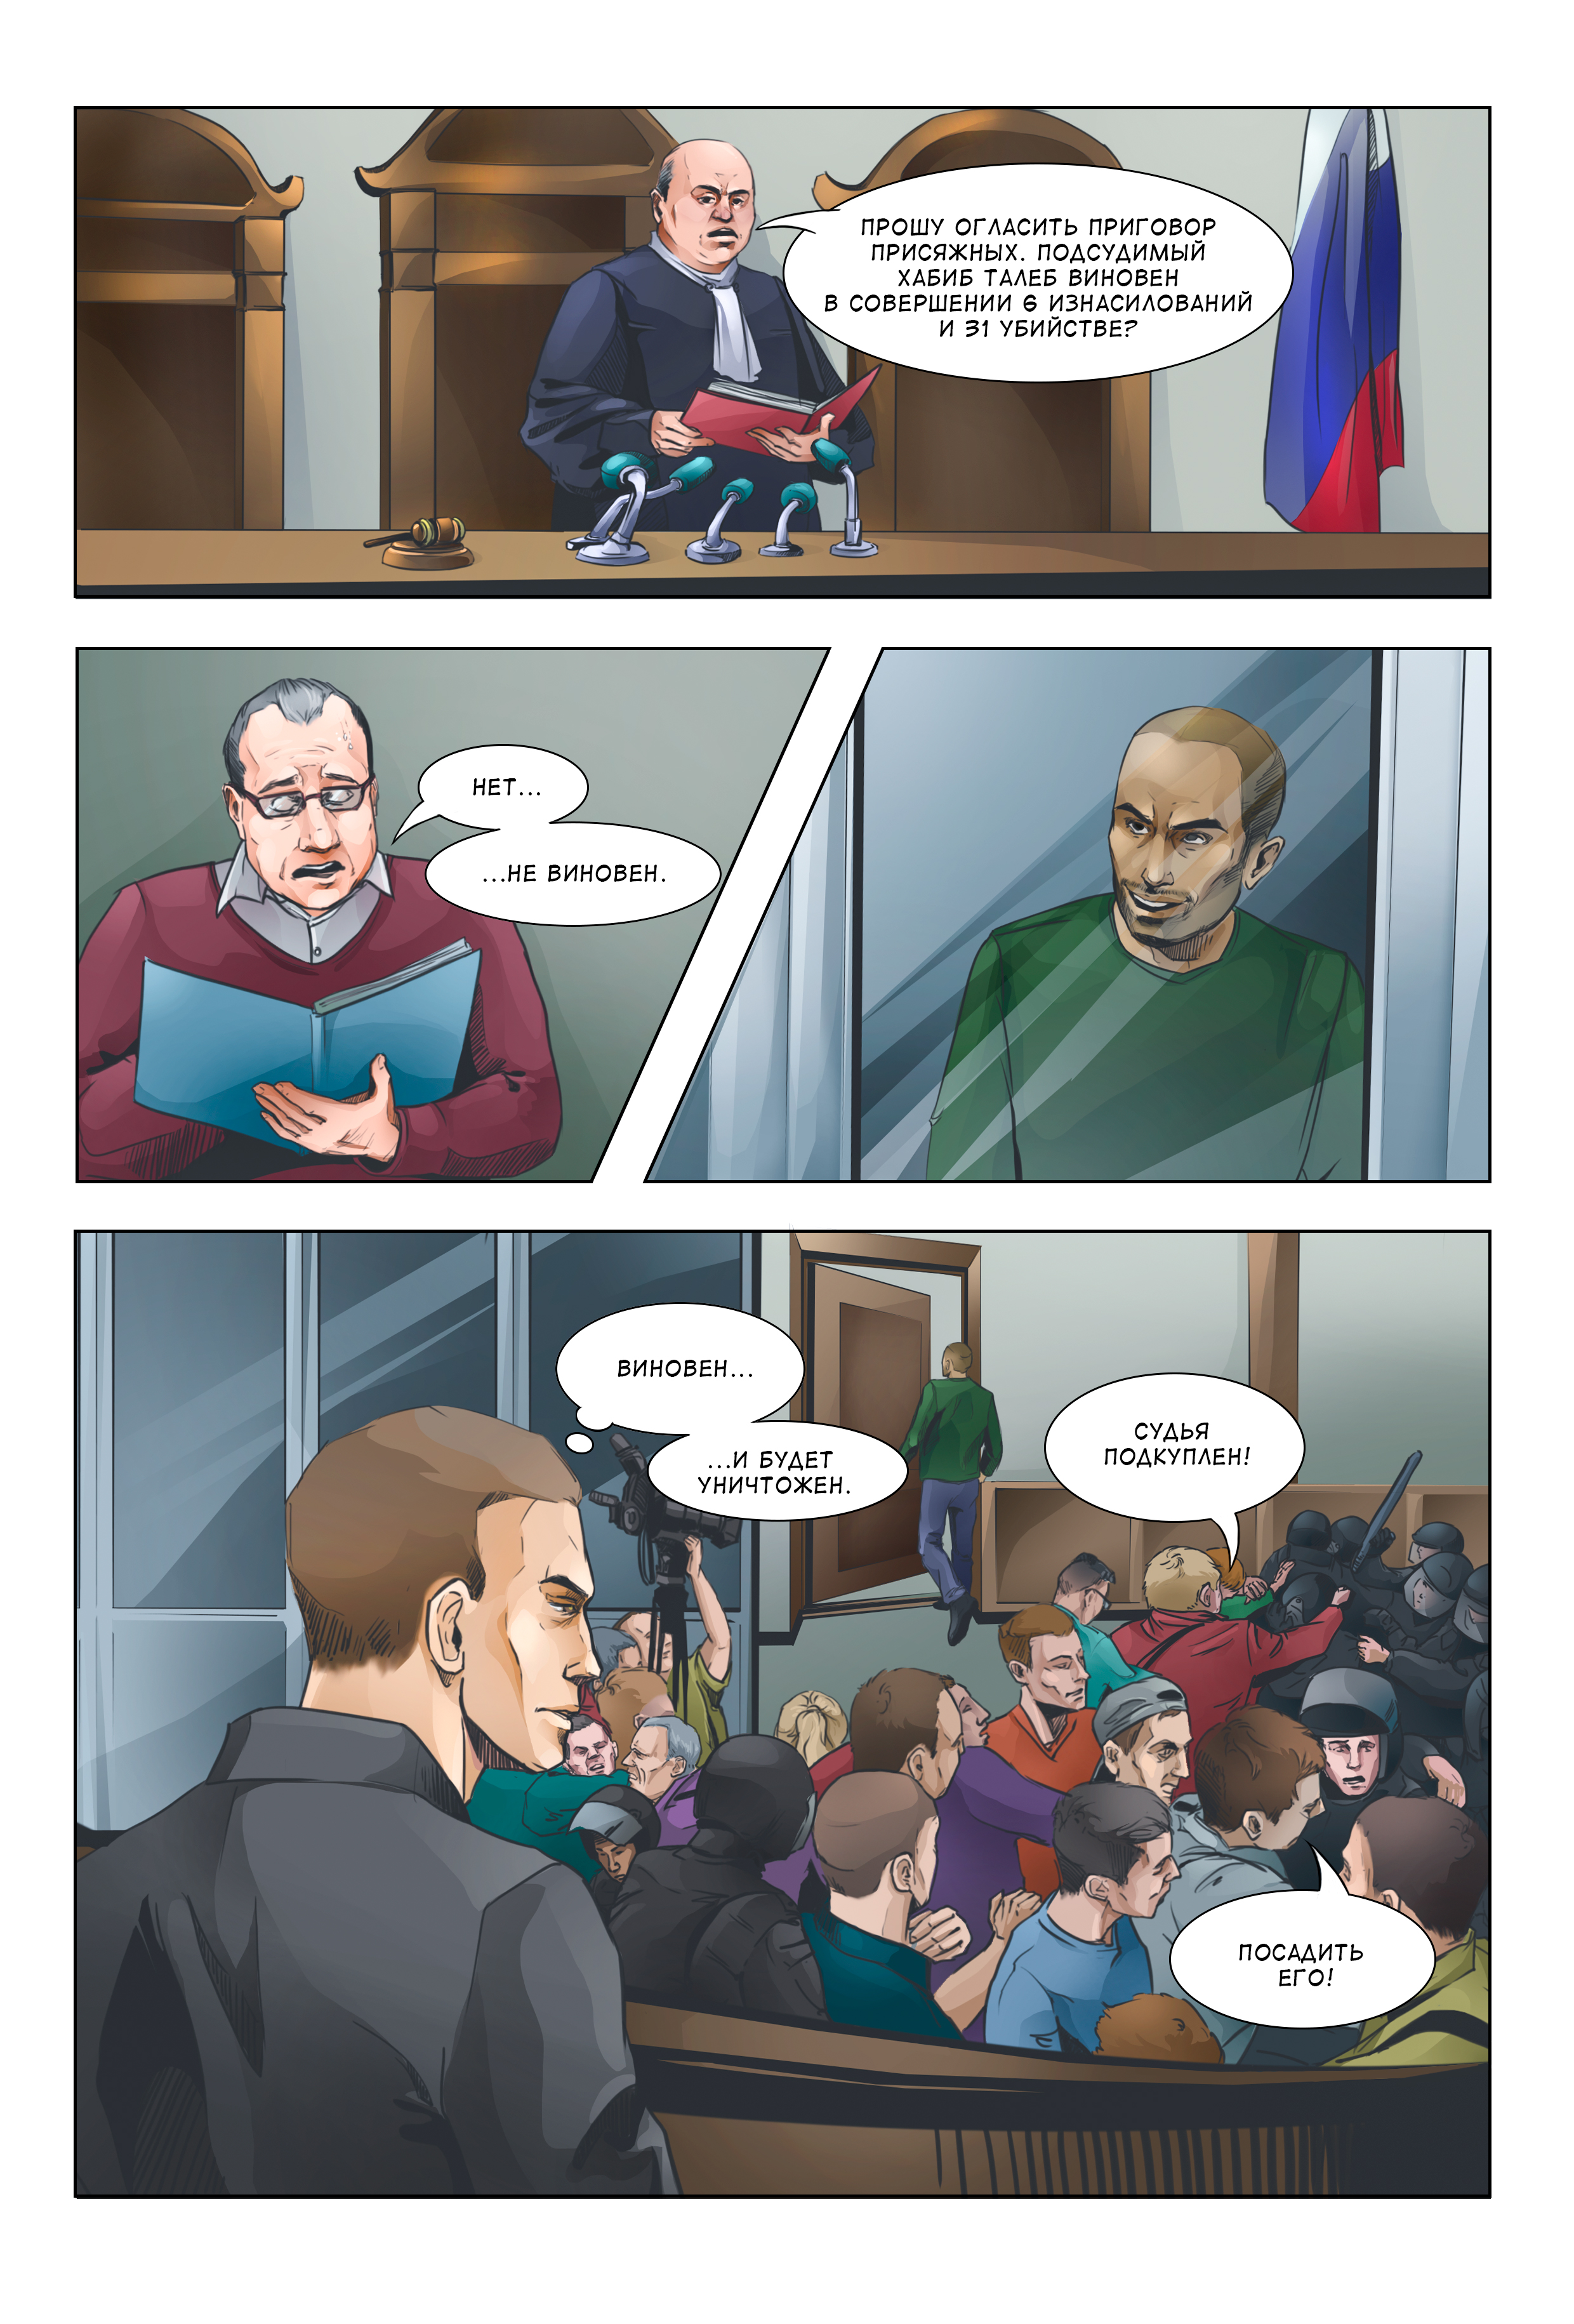 ПРОШУ ОГЛАСИТЬ ПРИГОВОР
ПРИСЯЖНЫХ. ПОДСУДИМЫЙ
ХАБИБ ТАЛЕБ ВИНОВЕН
В СОВЕРШЕНИИ 6 ИЗНАСИЛОВАНИЙ
И 31 УБИЙСТВЕ?
НЕТ...
...НЕ ВИНОВЕН.
ВИНОВЕН...
...И БУДЕТ
УНИЧТОЖЕН.
СУДЬЯ
ПОДКУПЛЕН!
ПОСАДИТЬ
ЕГО!